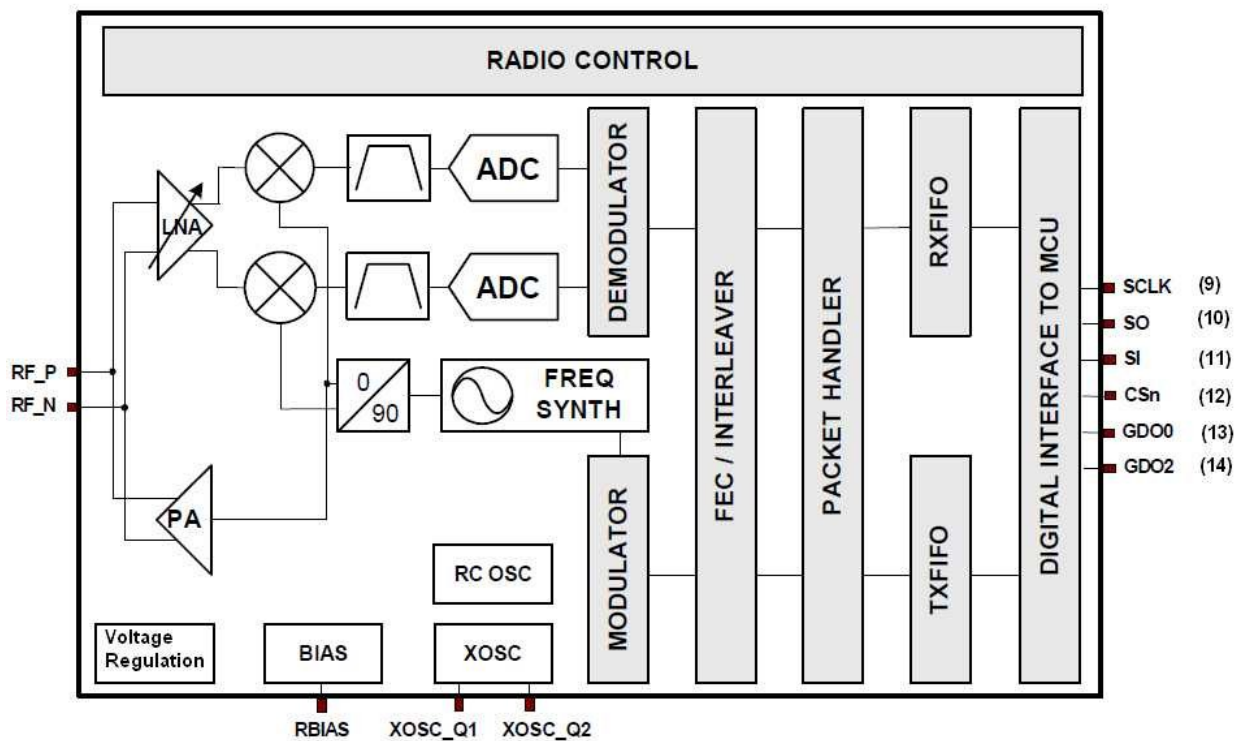 RADIO CONTROL
LNA
ADC
ADC
DEMODULATOR
FEC / INTERLEAVER
PACKET HANDLER
RXFIFO
DIGITAL INTERFACE TO MCU
SCLK (9)
SO (10)
SI (11)
CSn (12)
GDO0 (13)
GDO2 (14)
RF_P
RF_N
0
90
FREQ
SYNTH
PA
MODULATOR
TXFIFO
RC OSC
Voltage
Regulation
BIAS
XOSC
RBIAS
XOSC_Q1
XOSC_Q2